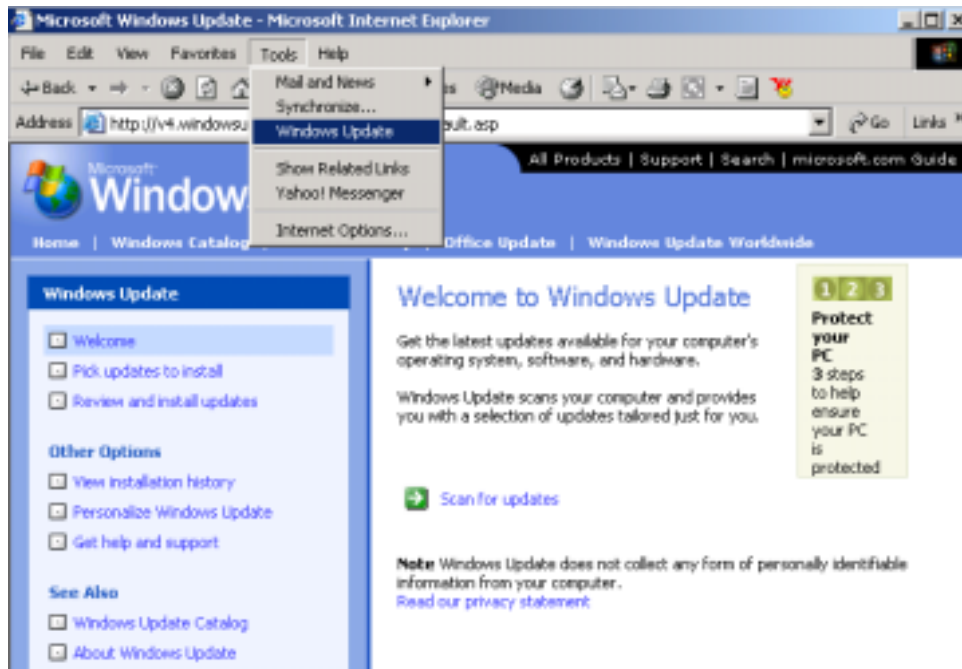 Microsoft Windows Update - Microsoft Internet Explorer
File Edit View Favorites Tools Help
Back Media
Mail and News
Synchronize...
Windows Update
Show Related Links
Yahoo! Messenger
Internet Options...
Address http://v4.windowsu ault.asp Go Links »
All Products | Support | Search | microsoft.com Guide
Microsoft
Window
Home | Windows Catalog Office Update | Windows Update Worldwide
Windows Update
Welcome
Pick updates to install
Review and install updates
Other Options
View installation history
Personalize Windows Update
Get help and support
See Also
Windows Update Catalog
About Windows Update
Welcome to Windows Update
Get the latest updates available for your computer's
operating system, software, and hardware.
Windows Update scans your computer and provides
you with a selection of updates tailored just for you.
Scan for updates
Note Windows Update does not collect any form of personally identifiable
information from your computer.
Read our privacy statement
1 2 3
Protect
your
PC
3 steps
to help
ensure
your PC
is
protected